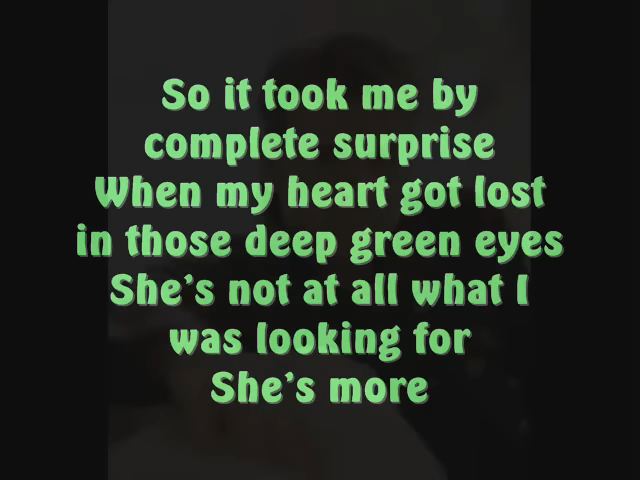 So it took me by
complete surprise
When my heart got lost
in those deep green eyes
She's not at all what I
was looking for
She's more